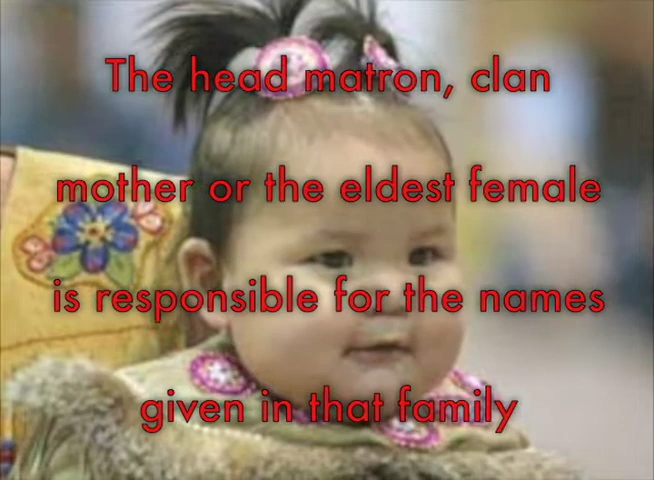 The head matron, clan
mother or the eldest female
is responsible for the names
given in that family